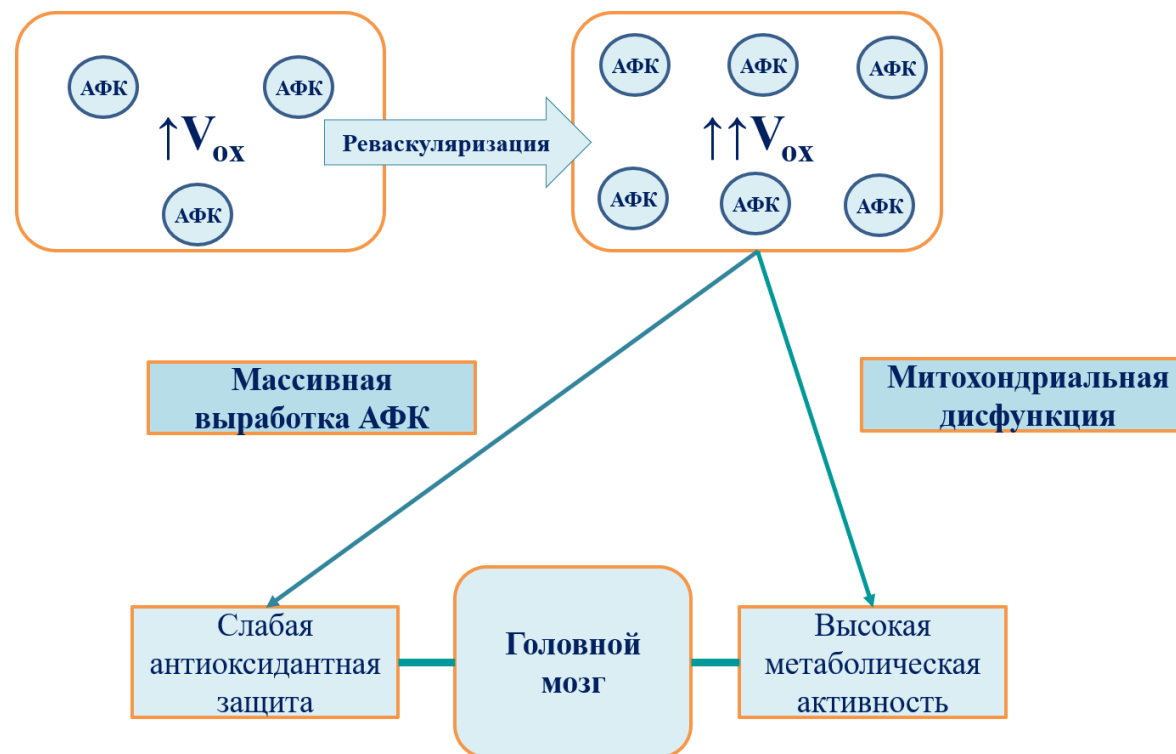 АФК
АФК
↑Vox
АФК
Реваскуляризация
АФК
АФК
АФК
↑↑Vox
АФК
АФК
АФК
Массивная
выработка АФК
Митохондриальная
дисфункция
Слабая
антиоксидантная
защита
Головной
мозг
Высокая
метаболическая
активность